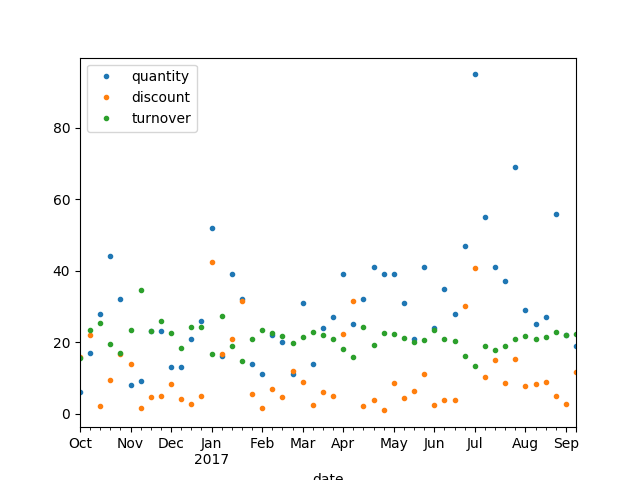 quantity
discount
turnover
80
60
40
20
0
Oct Nov Dec Jan Feb Mar Apr May Jun Jul Aug Sep
2017
date